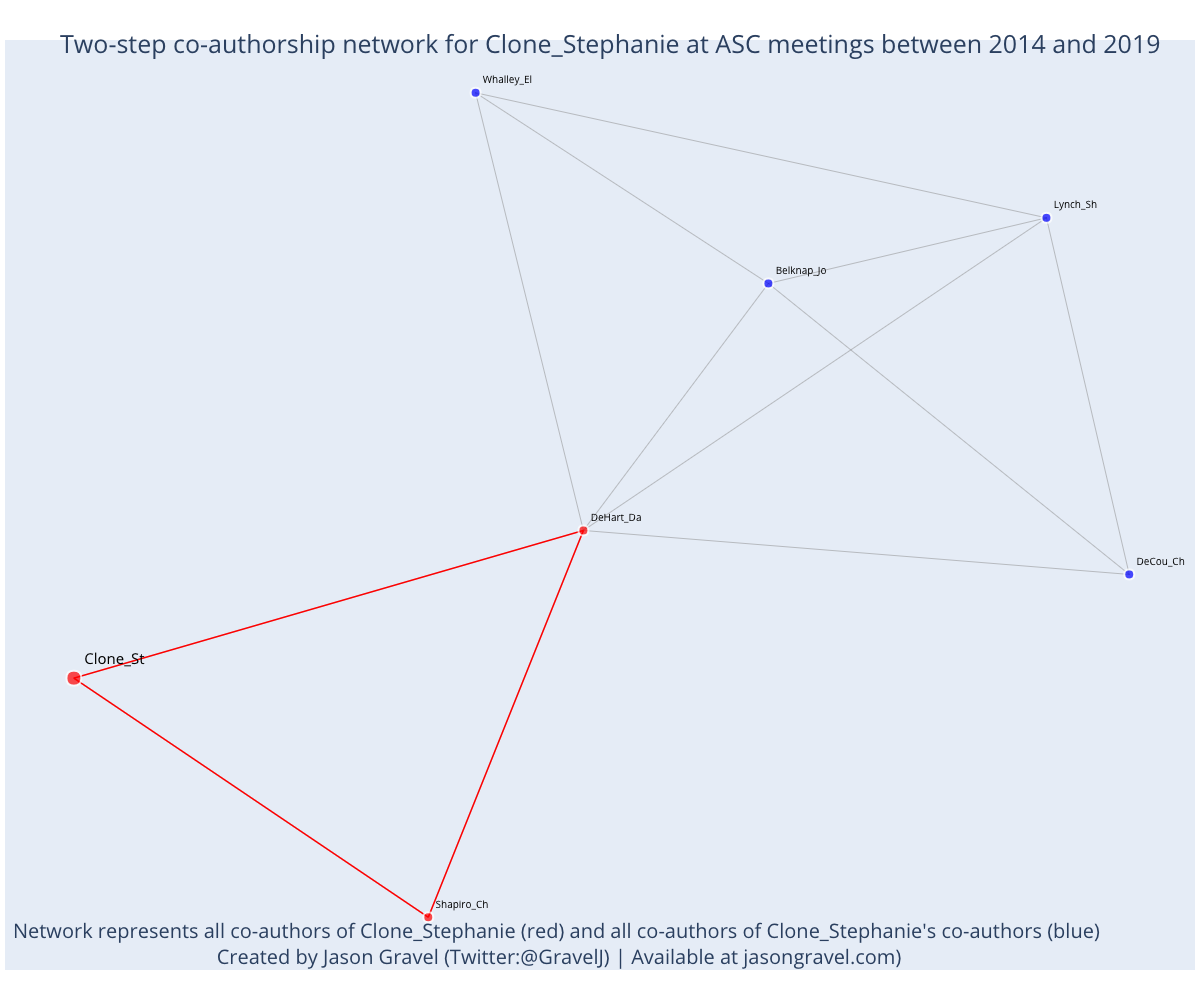 Two-step co-authorship network for Clone_Stephanie at ASC meetings between 2014 and 2019
Whalley_El
Lynch_Sh
Belknap_Jo
DeHart_Da
DeCou_Ch
Clone_St
Shapiro_Ch
Network represents all co-authors of Clone_Stephanie (red) and all co-authors of Clone_Stephanie's co-authors (blue)
Created by Jason Gravel (Twitter:@GravelJ) | Available at jasongravel.com)